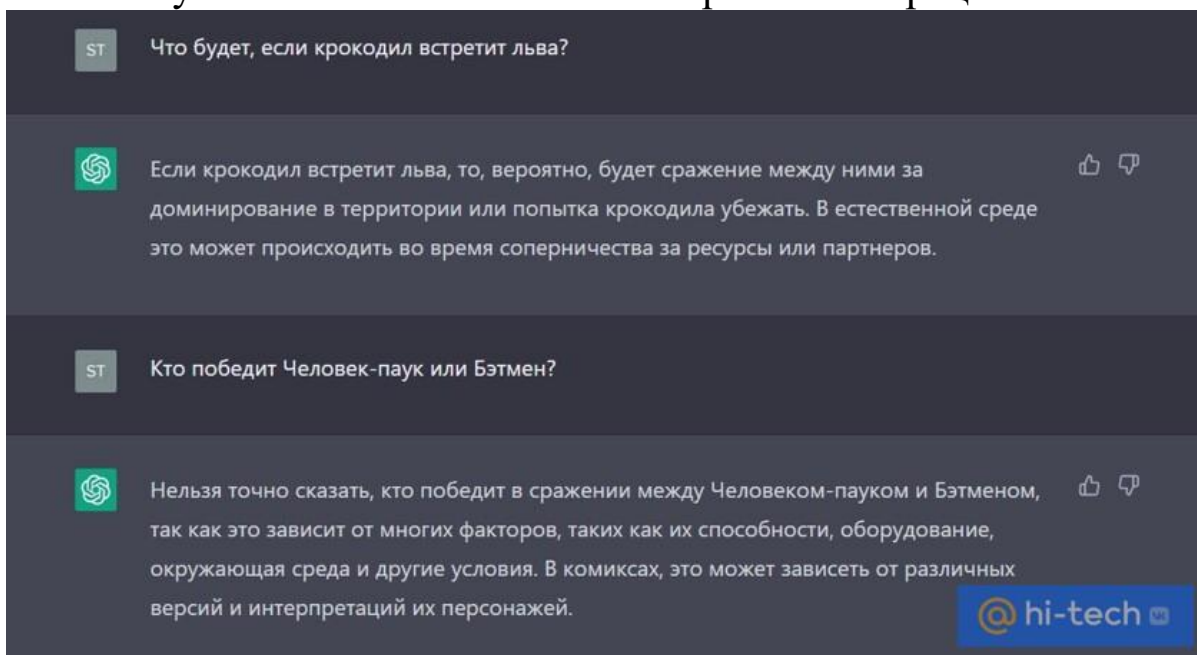 ST
Что будет, если крокодил встретит льва?
Если крокодил встретит льва, то, вероятно, будет сражение между ними за
доминирование в территории или попытка крокодила убежать. В естественной среде
это может происходить во время соперничества за ресурсы или партнеров.
ST
Кто победит Человек-паук или Бэтмен?
Нельзя точно сказать, кто победит в сражении между Человеком-пауком и Бэтменом,
так как это зависит от многих факторов, таких как их способности, оборудование,
окружающая среда и другие условия. В комиксах, это может зависеть от различных
версий и интерпретаций их персонажей.
@ hi-tech